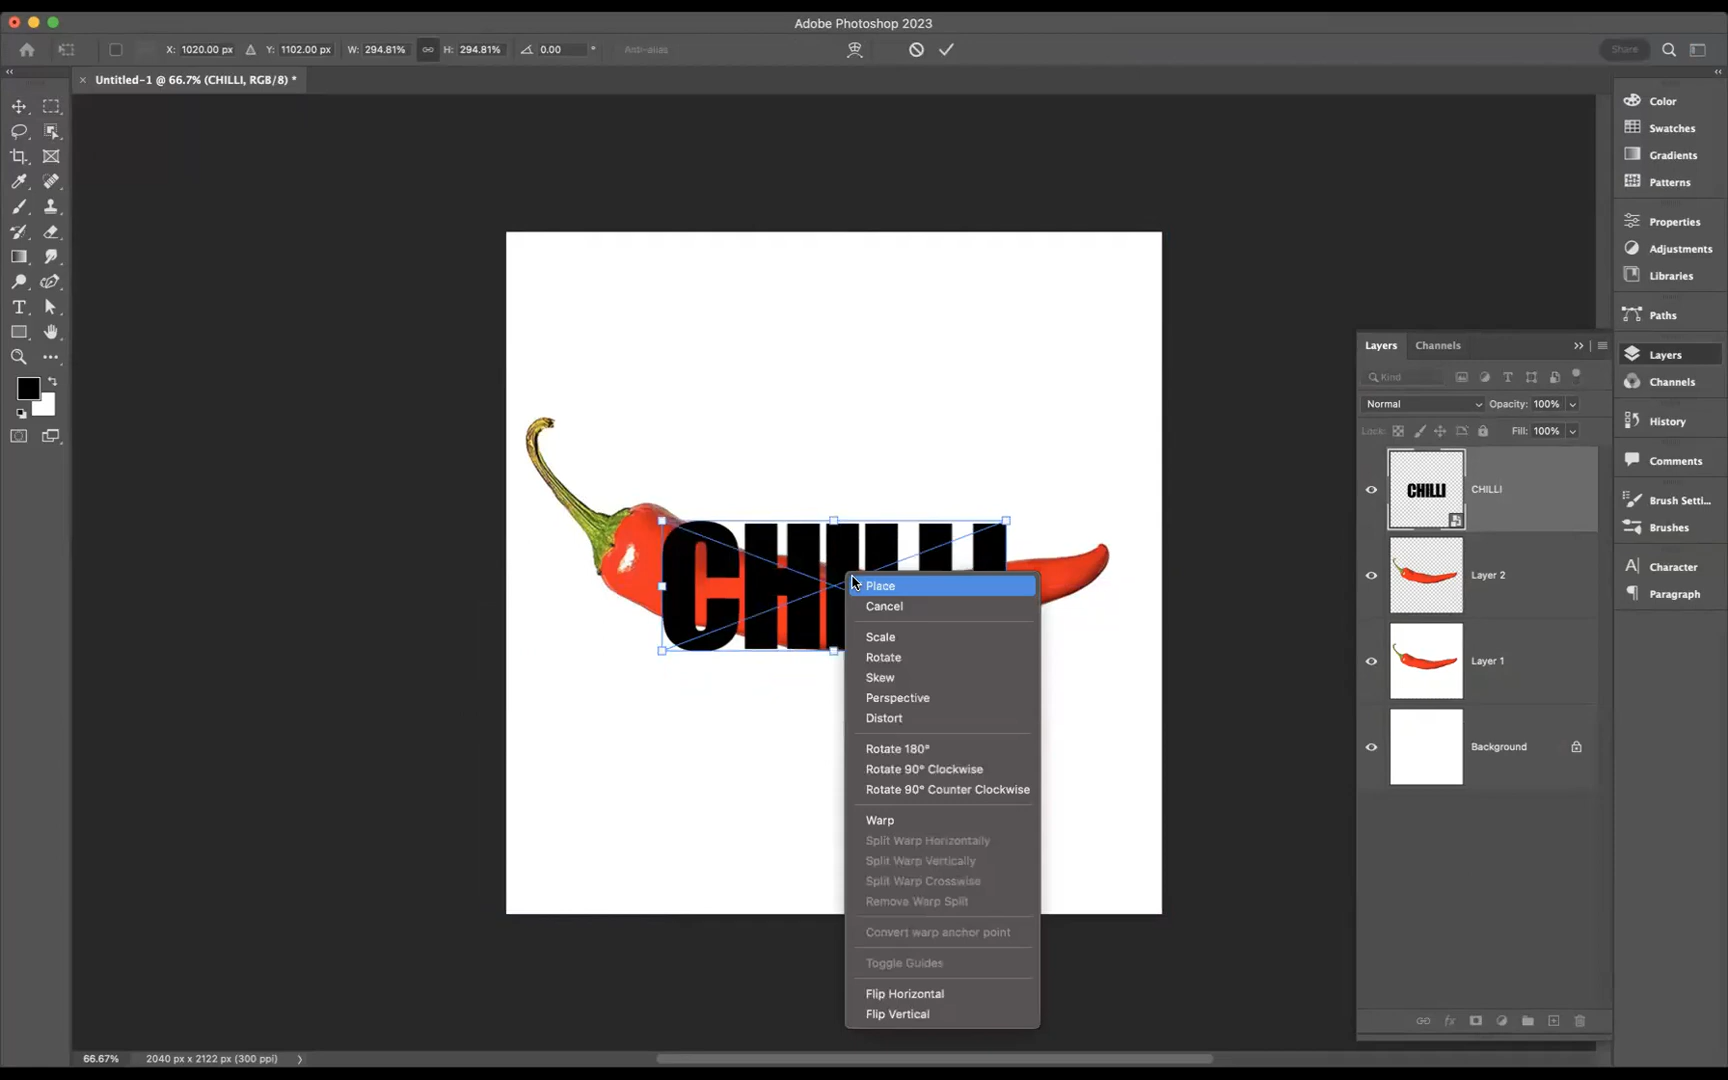 Adobe Photoshop 2023
X: 1020.00 px
Y: 1102.00 px
W: 294.81%
H: 294.81%
0.00 °
Anti-alias
Share
× Untitled-1 @ 66.7% (CHILLI, RGB/8) *
Color
Swatches
Gradients
Patterns
Properties
Adjustments
Libraries
Paths
Layers
Channels
History
Comments
Brush Setti...
Brushes
Character
Paragraph
CHILLI
Place
Cancel
Scale
Rotate
Skew
Perspective
Distort
Rotate 180°
Rotate 90° Clockwise
Rotate 90° Counter Clockwise
Warp
Split Warp Horizontally
Split Warp Vertically
Split Warp Crosswise
Remove Warp Split
Convert warp anchor point
Toggle Guides
Flip Horizontal
Flip Vertical
Layers
Channels
Kind
Normal
Opacity: 100%
Lock:
Fill: 100%
CHILLI
CHILLI
Layer 2
Layer 1
Background
66.67%
2040 px x 2122 px (300 ppi)